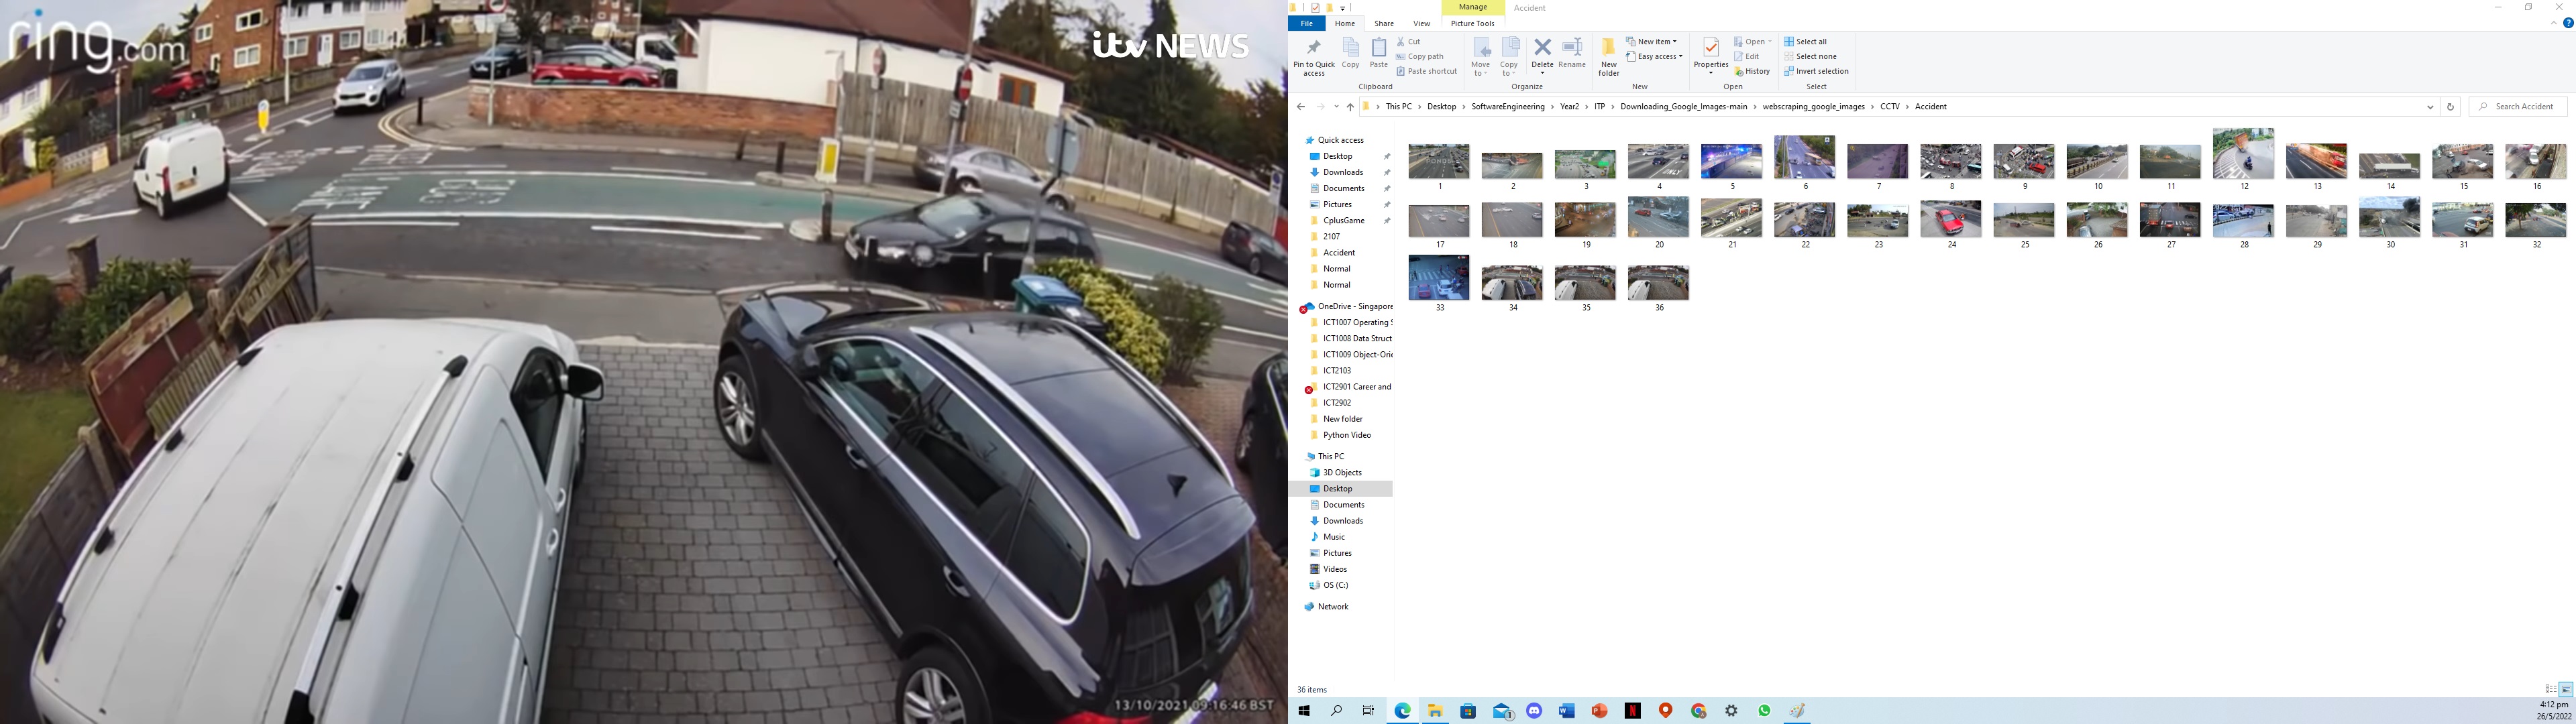 ring.com
itv NEWS
13/10/2021 09:16:46 BST
Manage
Accident
File
Home
Share
View
Picture Tools
Pin to Quick access
Copy
Paste
Cut
Copy path
Paste shortcut
Move to
Copy to
Delete
Rename
New folder
New item
Easy access
Properties
Open
Edit
History
Select all
Select none
Invert selection
Clipboard
Organize
New
Open
Select
This PC > Desktop > SoftwareEngineering > Year2 > ITP > Downloading_Google_Images-main > webscraping_google_images > CCTV > Accident
Search Accident
Quick access
Desktop
Downloads
Documents
Pictures
CplusGame
2107
Accident
Normal
Normal
OneDrive - Singapore
ICT1007 Operating S
ICT1008 Data Struct
ICT1009 Object-Orie
ICT2103
ICT2901 Career and
ICT2902
New folder
Python Video
This PC
3D Objects
Desktop
Documents
Downloads
Music
Pictures
Videos
OS (C:)
Network
1 2 3 4 5 6 7 8 9 10 11 12 13 14 15 16
17 18 19 20 21 22 23 24 25 26 27 28 29 30 31 32
33 34 35 36
36 items
4:12 pm
26/5/2022